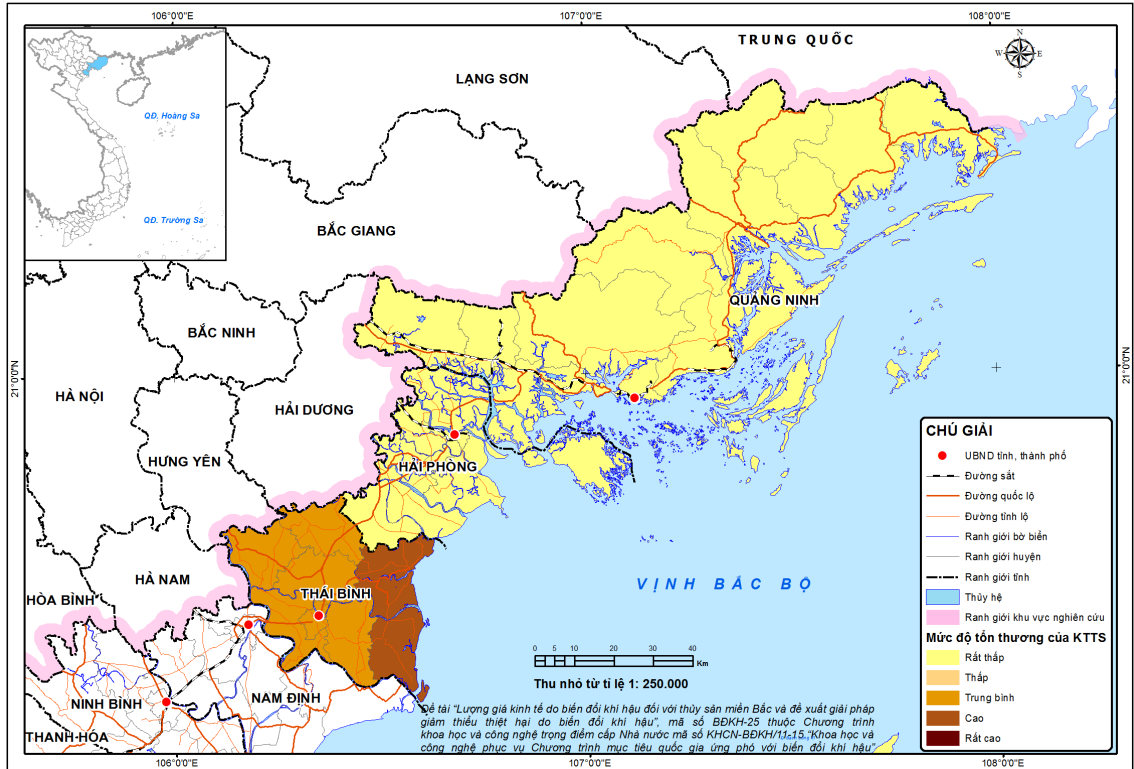 106°0'0"E
107°0'0"E
108°0'0"E
TRUNG QUỐC
N
W
E
S
LẠNG SƠN
QĐ. Hoàng Sa
QĐ. Trường Sa
BẮC GIANG
QUẢNG NINH
BẮC NINH
21°0'0"N
21°0'0"N
HÀ NỘI
HẢI DƯƠNG
HƯNG YÊN
HẢI PHÒNG
HÀ NAM
THÁI BÌNH
VỊNH BẮC BỘ
HÒA BÌNH
NAM ĐỊNH
NINH BÌNH
THANH HÓA
CHÚ GIẢI
UBND tỉnh, thành phố
Đường sắt
Đường quốc lộ
Đường tỉnh lộ
Ranh giới bờ biển
Ranh giới huyện
Ranh giới tỉnh
Thủy hệ
Ranh giới khu vực nghiên cứu
Mức độ tổn thương của KTTS
Rất thấp
Thấp
Trung bình
Cao
Rất cao
0 2.5 5 10 20 30 40
Km
Thu nhỏ từ tỉ lệ 1: 250.000
Đề tài "Lượng giá kinh tế do biến đổi khí hậu đối với thủy sản miền Bắc và đề xuất giải pháp
giảm thiểu thiệt hại do biến đổi khí hậu", mã số BĐKH-25 thuộc Chương trình
khoa học và công nghệ trọng điểm cấp Nhà nước mã số KHCN-BĐKH/11-15 "Khoa học và
công nghệ phục vụ Chương trình mục tiêu quốc gia ứng phó với biến đổi khí hậu"
106°0'0"E
107°0'0"E
108°0'0"E